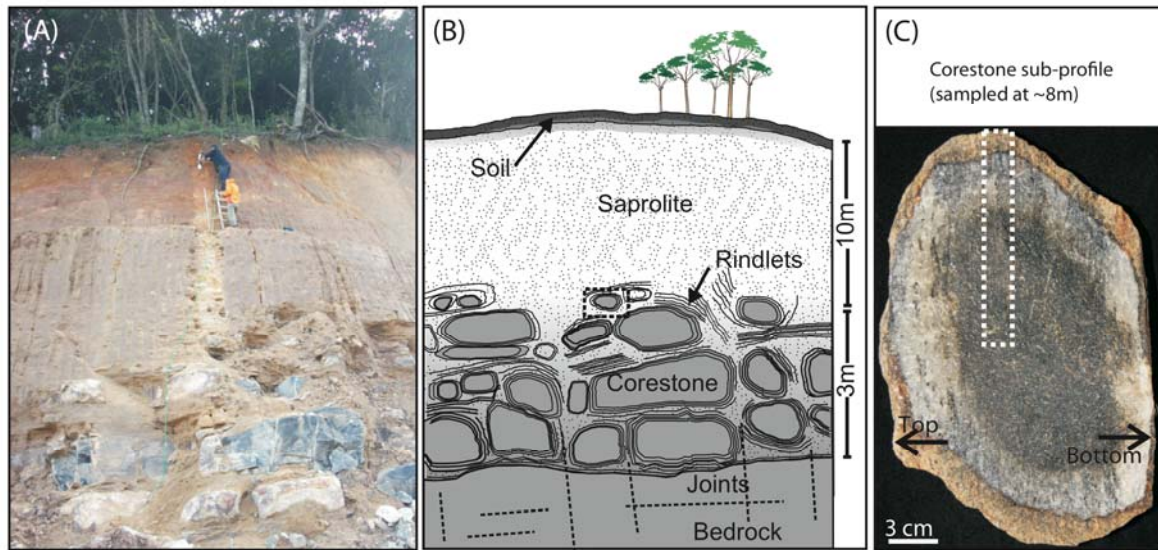 (A)
(B)
Soil
Saprolite
Rindlets
Corestone
Joints
Bedrock
10m
3m
(C)
Corestone sub-profile
(sampled at ~8m)
Top
Bottom
3 cm